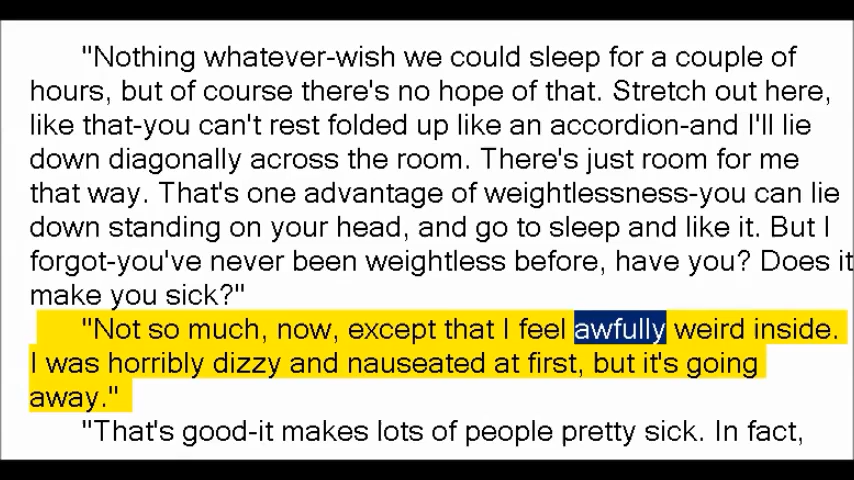 "Nothing whatever-wish we could sleep for a couple of
hours, but of course there's no hope of that. Stretch out here,
like that-you can't rest folded up like an accordion-and I'll lie
down diagonally across the room. There's just room for me
that way. That's one advantage of weightlessness-you can lie
down standing on your head, and go to sleep and like it. But I
forgot-you've never been weightless before, have you? Does it
make you sick?"
"Not so much, now, except that I feel awfully weird inside.
I was horribly dizzy and nauseated at first, but it's going
away."
"That's good-it makes lots of people pretty sick. In fact,